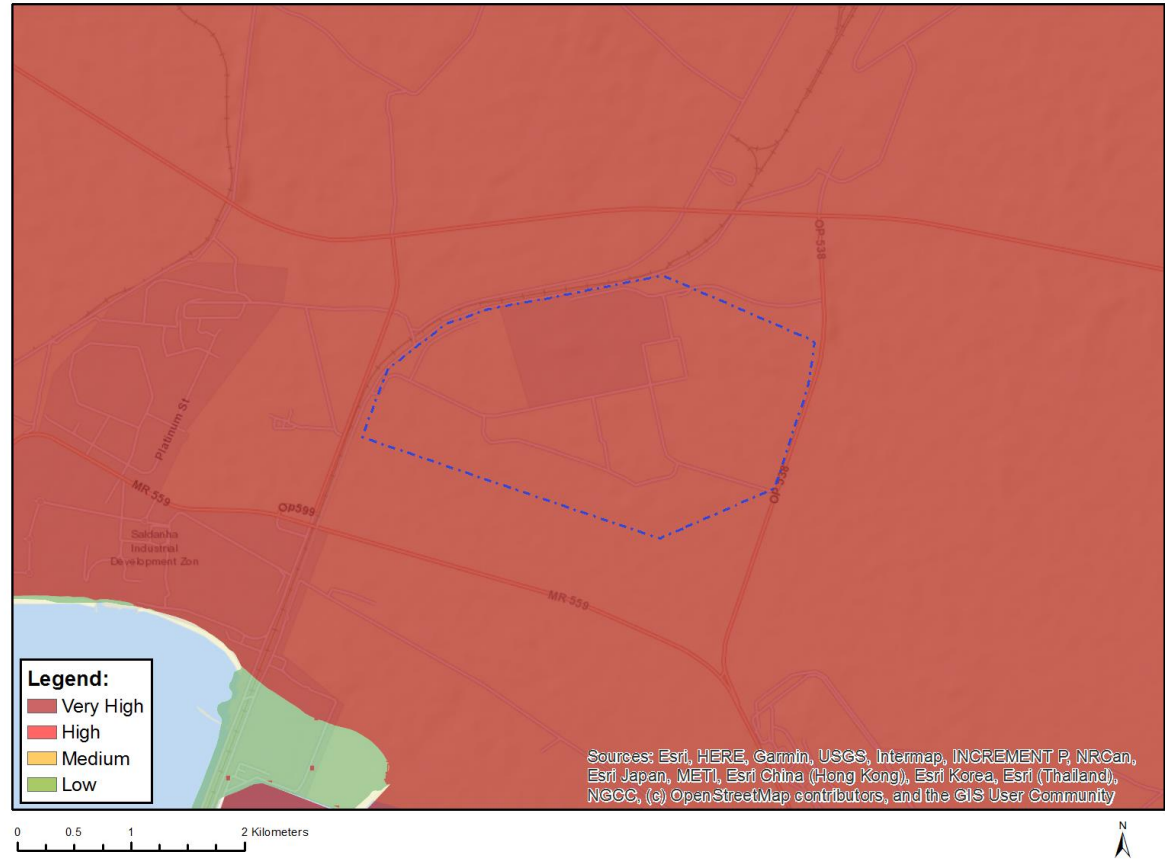 OP 538
Platinum St
MR 559
OP599
Saldanha
Industrial
Development Zon
OP 538
MR 559
Legend:
Very High
High
Medium
Low
Sources: Esri, HERE, Garmin, USGS, Intermap, INCREMENT P, NRCan,
Esri Japan, METI, Esri China (Hong Kong), Esri Korea, Esri (Thailand),
NGCC, (c) OpenStreetMap contributors, and the GIS User Community
0 0.5 1 2 Kilometers
N